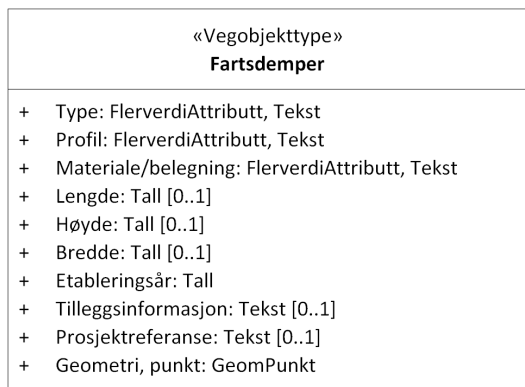 «Vegobjekttype»
Fartsdemper
+ Type: FlerverdiAttributt, Tekst
+ Profil: FlerverdiAttributt, Tekst
+ Materiale/belegning: FlerverdiAttributt, Tekst
+ Lengde: Tall [0..1]
+ Høyde: Tall [0..1]
+ Bredde: Tall [0..1]
+ Etableringsår: Tall
+ Tilleggsinformasjon: Tekst [0..1]
+ Prosjektreferanse: Tekst [0..1]
+ Geometri, punkt: GeomPunkt